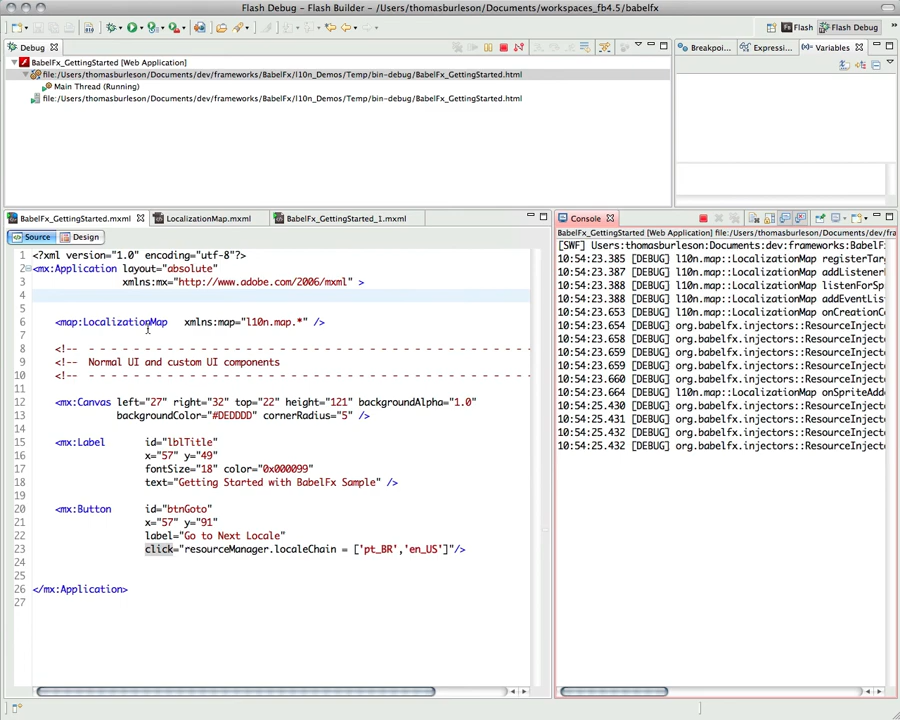 Flash Debug - Flash Builder - /Users/thomasburleson/Documents/workspaces_fb4.5/babelfx
Flash
Flash Debug
Debug
Breakpoi...
Expressi...
Variables
BabelFx_GettingStarted [Web Application]
file:/Users/thomasburleson/Documents/dev/frameworks/BabelFx/l10n_Demos/Temp/bin-debug/BabelFx_GettingStarted.html
Main Thread (Running)
file:/Users/thomasburleson/Documents/dev/frameworks/BabelFx/l10n_Demos/Temp/bin-debug/BabelFx_GettingStarted.html
BabelFx_GettingStarted.mxml
LocalizationMap.mxml
BabelFx_GettingStarted_1.mxml
Source
Design
1 <?xml version="1.0" encoding="utf-8"?>
2 <mx:Application layout="absolute"
3 xmlns:mx="http://www.adobe.com/2006/mxml" >
4
5
6 <map:LocalizationMap xmlns:map="l10n.map.*" />
7
8 <!-- - - - - - - - - - - - - - - - - - - - - - - - - - - - - - - - - -
9 <!-- Normal UI and custom UI components
10 <!-- - - - - - - - - - - - - - - - - - - - - - - - - - - - - - - - - -
11
12 <mx:Canvas left="27" right="32" top="22" height="121" backgroundAlpha="1.0"
13 backgroundColor="#DEDDDD" cornerRadius="5" />
14
15 <mx:Label id="lblTitle"
16 x="57" y="49"
17 fontSize="18" color="0x000099"
18 text="Getting Started with BabelFx Sample" />
19
20 <mx:Button id="btnGoto"
21 x="57" y="91"
22 label="Go to Next Locale"
23 click="resourceManager.localeChain = ['pt_BR','en_US']"/>
24
25
26 </mx:Application>
27
Console
BabelFx_GettingStarted [Web Application] file:/Users/thomasburleson/Documents/dev/fra
[SWF] Users:thomasburleson:Documents:dev:frameworks:BabelF
10:54:23.385 [DEBUG] l10n.map::LocalizationMap registerTar
10:54:23.387 [DEBUG] l10n.map::LocalizationMap addListener
10:54:23.388 [DEBUG] l10n.map::LocalizationMap listenForSp
10:54:23.388 [DEBUG] l10n.map::LocalizationMap addEventLis
10:54:23.653 [DEBUG] l10n.map::LocalizationMap onCreationC
10:54:23.654 [DEBUG] org.babelfx.injectors::ResourceInject
10:54:23.658 [DEBUG] org.babelfx.injectors::ResourceInject
10:54:23.659 [DEBUG] org.babelfx.injectors::ResourceInject
10:54:23.659 [DEBUG] org.babelfx.injectors::ResourceInject
10:54:23.660 [DEBUG] org.babelfx.injectors::ResourceInject
10:54:23.664 [DEBUG] l10n.map::LocalizationMap onSpriteAdd
10:54:25.430 [DEBUG] org.babelfx.injectors::ResourceInject
10:54:25.431 [DEBUG] org.babelfx.injectors::ResourceInject
10:54:25.432 [DEBUG] org.babelfx.injectors::ResourceInject
10:54:25.432 [DEBUG] org.babelfx.injectors::ResourceInject